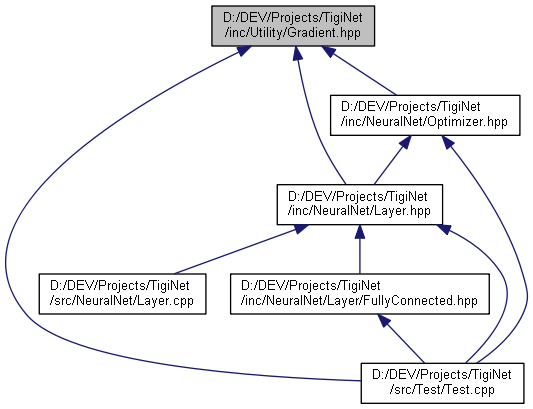 D:/DEV/Projects/TigiNet
/inc/Utility/Gradient.hpp
D:/DEV/Projects/TigiNet
/inc/NeuralNet/Optimizer.hpp
D:/DEV/Projects/TigiNet
/inc/NeuralNet/Layer.hpp
D:/DEV/Projects/TigiNet
/src/NeuralNet/Layer.cpp
D:/DEV/Projects/TigiNet
/inc/NeuralNet/Layer/FullyConnected.hpp
D:/DEV/Projects/TigiNet
/src/Test/Test.cpp